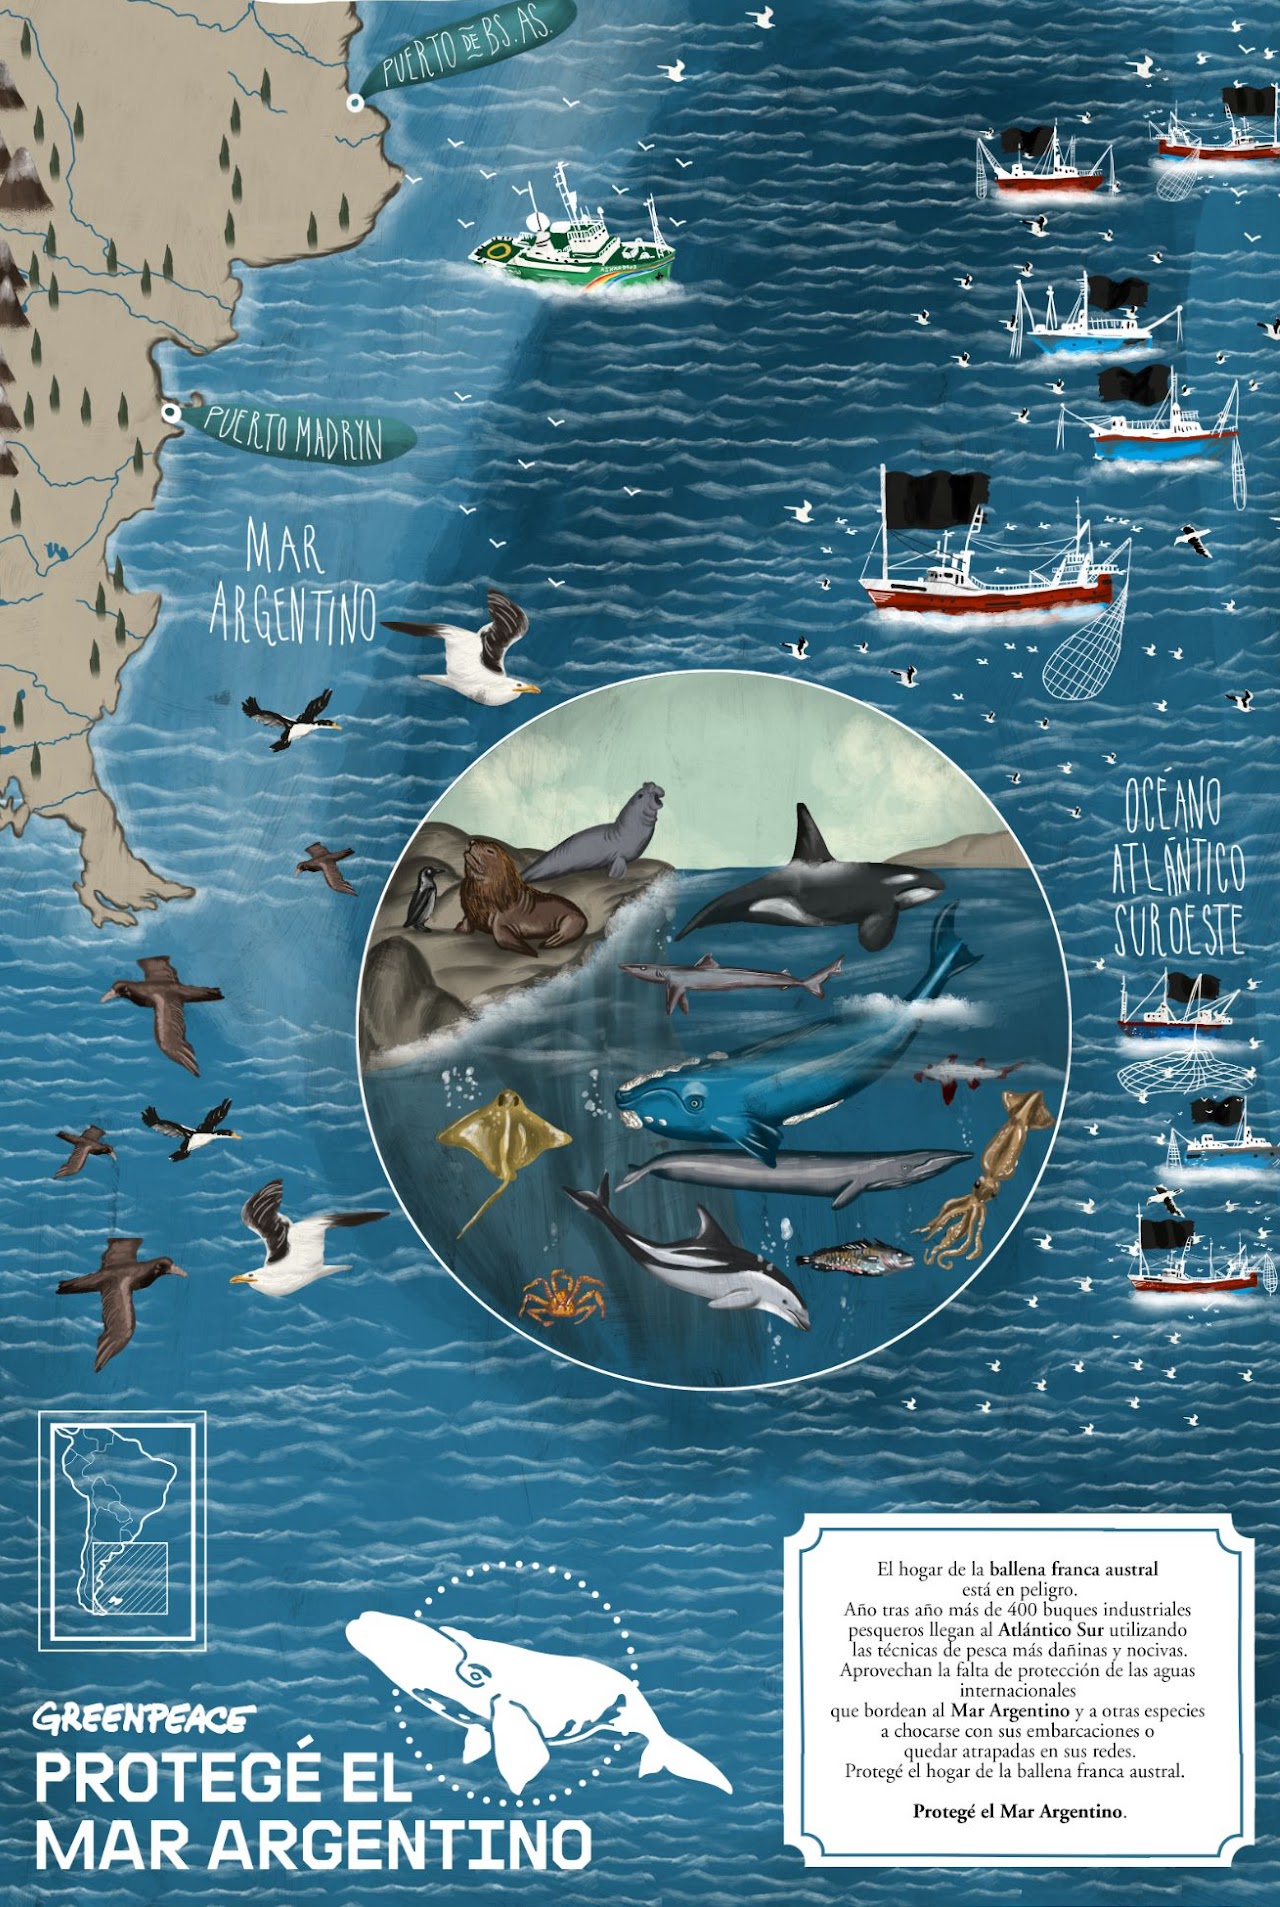 PUERTO DE BS. AS.
PUERTO MADRYN
MAR
ARGENTINO
OCÉANO
ATLÁNTICO
SUROESTE
El hogar de la ballena franca austral
está en peligro.
Año tras año más de 400 buques industriales
pesqueros llegan al Atlántico Sur utilizando
las técnicas de pesca más dañinas y nocivas.
Aprovechan la falta de protección de las aguas
internacionales
que bordean al Mar Argentino y a otras especies
a chocarse con sus embarcaciones o
quedar atrapadas en sus redes.
Protegé el hogar de la ballena franca austral.
Protegé el Mar Argentino.
GREENPEACE
PROTEGÉ EL
MAR ARGENTINO